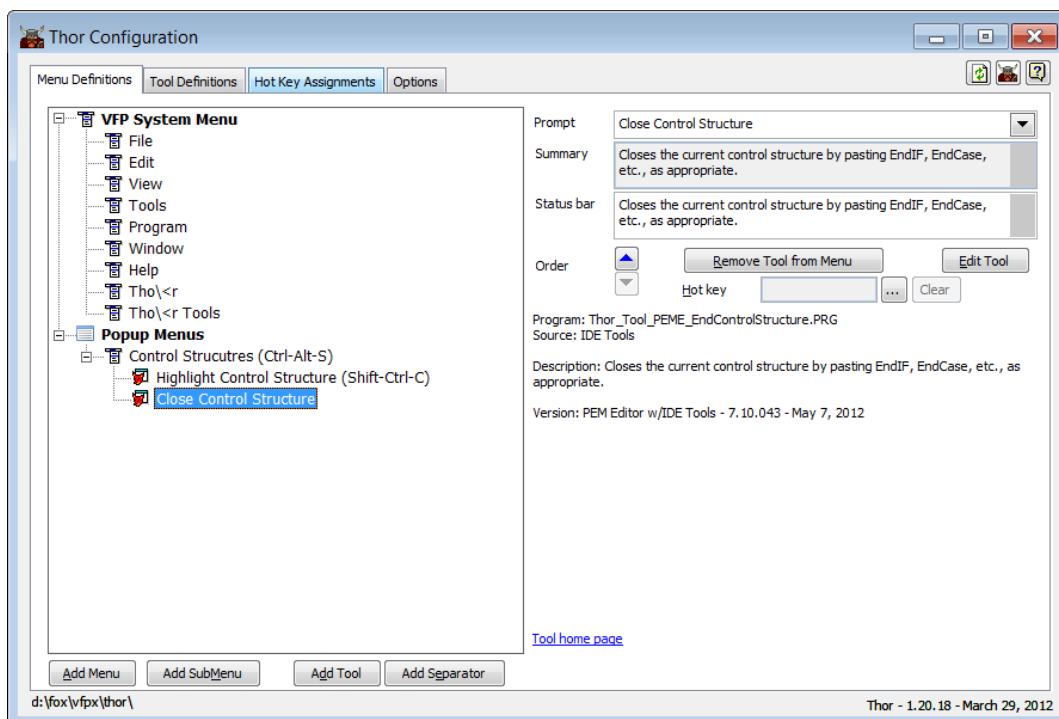 Thor Configuration
Menu Definitions
Tool Definitions
Hot Key Assignments
Options
VFP System Menu
File
Edit
View
Tools
Program
Window
Help
Tho\<r
Tho\<r Tools
Popup Menus
Control Strucutres (Ctrl-Alt-S)
Highlight Control Structure (Shift-Ctrl-C)
Close Control Structure
Prompt
Close Control Structure
Summary
Closes the current control structure by pasting EndIF, EndCase,
etc., as appropriate.
Status bar
Closes the current control structure by pasting EndIF, EndCase,
etc., as appropriate.
Order
Remove Tool from Menu
Edit Tool
Hot key
...
Clear
Program: Thor_Tool_PEME_EndControlStructure.PRG
Source: IDE Tools
Description: Closes the current control structure by pasting EndIF, EndCase, etc., as
appropriate.
Version: PEM Editor w/IDE Tools - 7.10.043 - May 7, 2012
Tool home page
Add Menu
Add SubMenu
Add Tool
Add Separator
d:\fox\vfpx\thor\
Thor - 1.20.18 - March 29, 2012